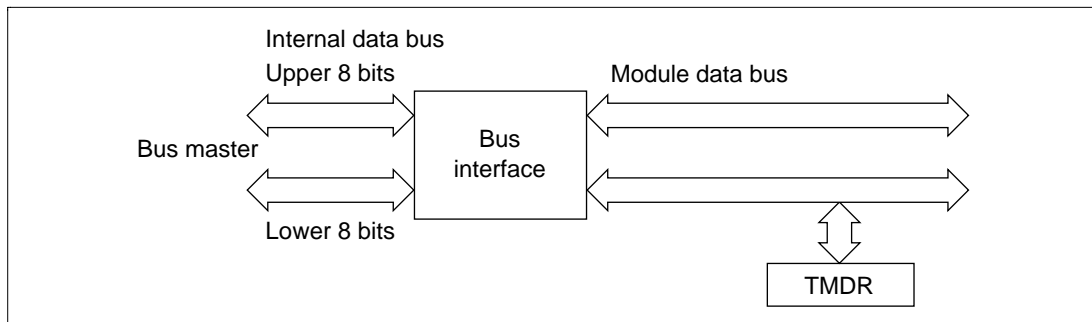 Internal data bus
Upper 8 bits
Module data bus
Bus master
Bus
interface
Lower 8 bits
TMDR